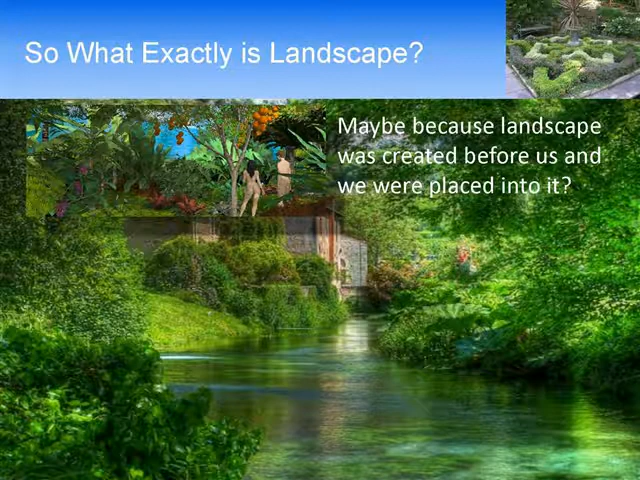 So What Exactly is Landscape?
Maybe because landscape
was created before us and
we were placed into it?